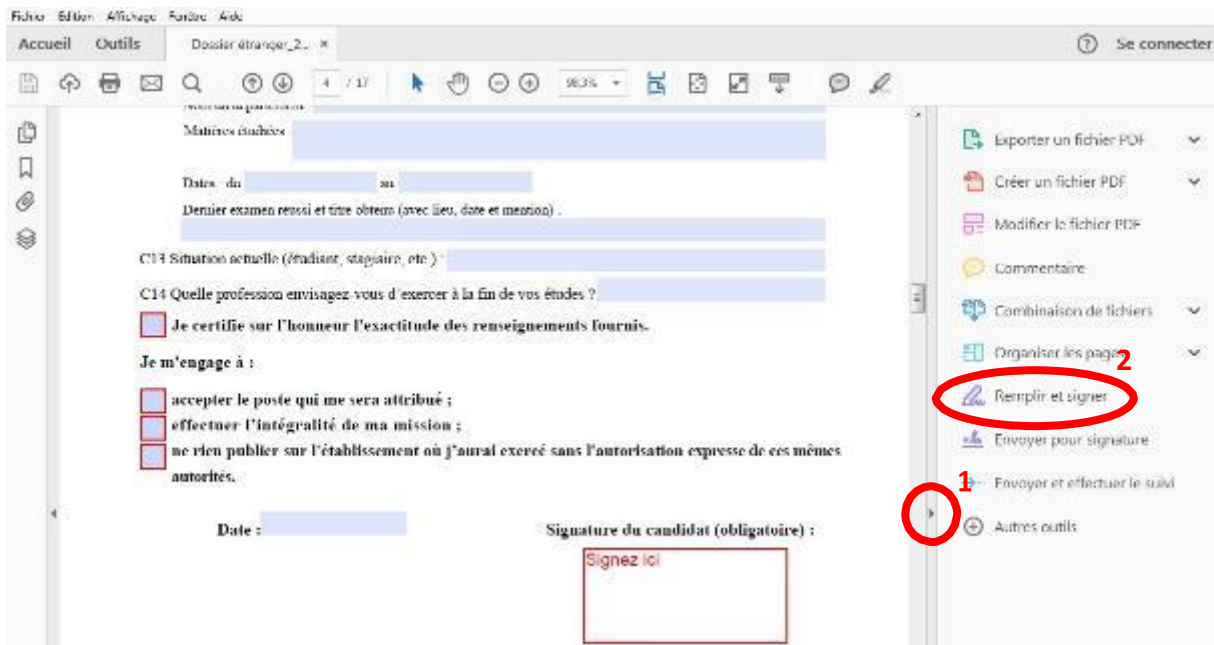 Fichier Edition Affichage Fenêtre Aide
Accueil Outils Dossier étranger_2... × ? Se connecter
4 / 17 98,3%
Matières étudiées
Dates du au
Dernier examen reussi et titre obtenu (avec lieu, date et mention) :
C13 Situation actuelle (étudiant, stagiaire, etc.) :
C14 Quelle profession envisagez-vous d'exercer à la fin de vos études ?
Je certifie sur l'honneur l'exactitude des renseignements fournis.
Je m'engage à :
accepter le poste qui me sera attribué ;
effectuer l'intégralité de ma mission ;
ne rien publier sur l'établissement où j'aurai exercé sans l'autorisation expresse de ces mêmes
autorités.
Date :
Signature du candidat (obligatoire) :
Signez ici
Exporter un fichier PDF
Créer un fichier PDF
Modifier le fichier PDF
Commentaire
Combinaison de fichiers
Organiser les pages
2
Remplir et signer
Envoyer pour signature
1
Envoyer et effectuer le suivi
Autres outils